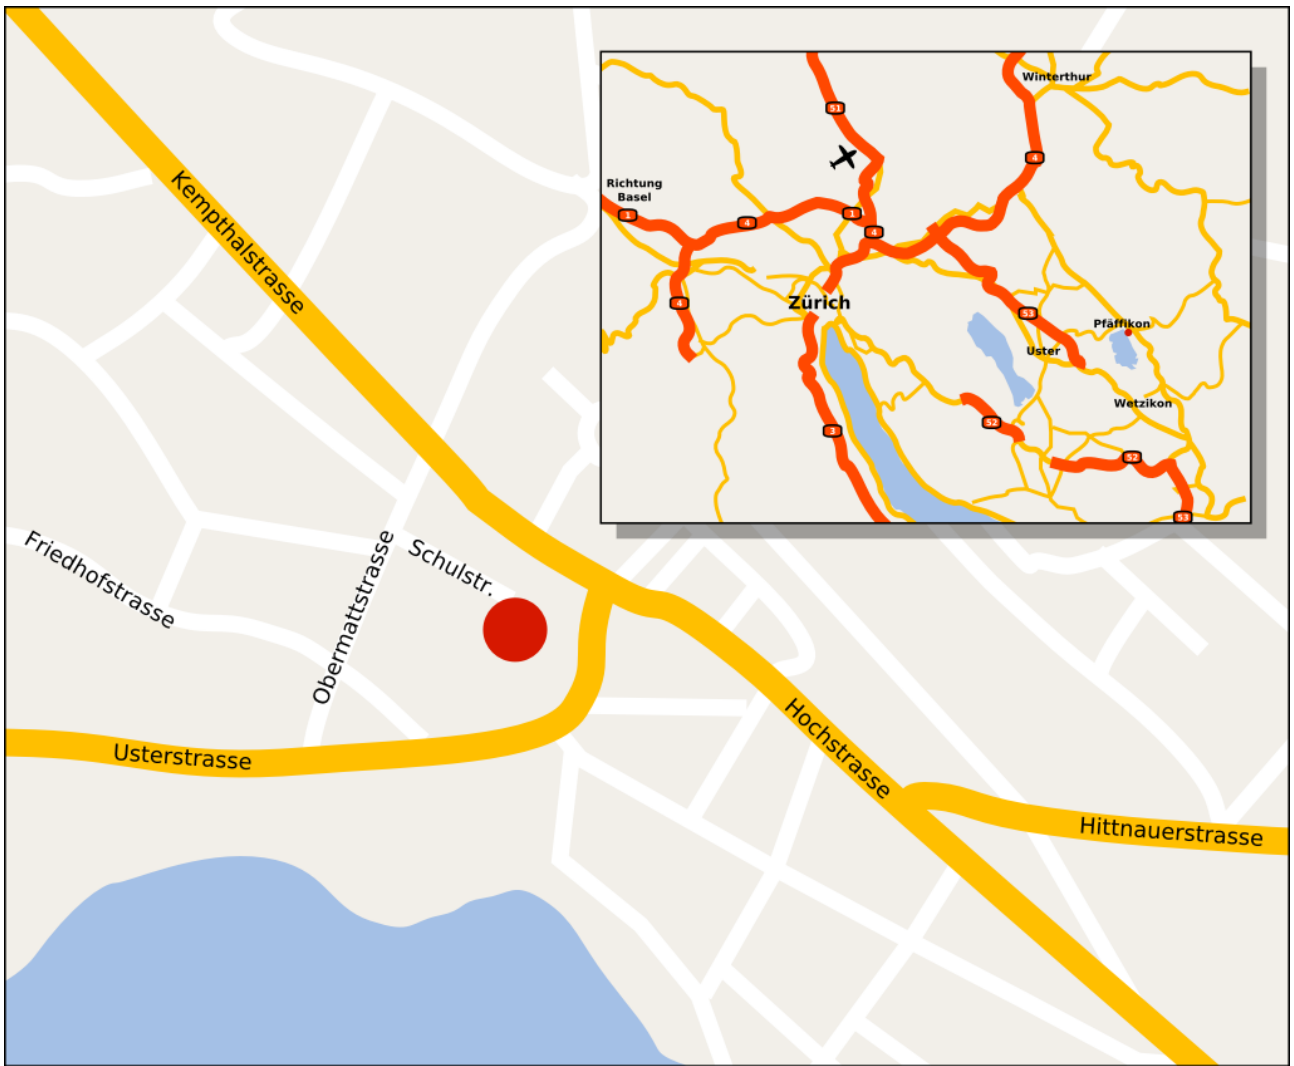 Winterthur
51
4
Richtung
Basel
1
4
1
4
4
Zürich
53
Pfäffikon
Uster
Wetzikon
3
52
52
53
Kempthalstrasse
Friedhofstrasse
Obermattstrasse
Schulstr.
Usterstrasse
Hochstrasse
Hittnauerstrasse